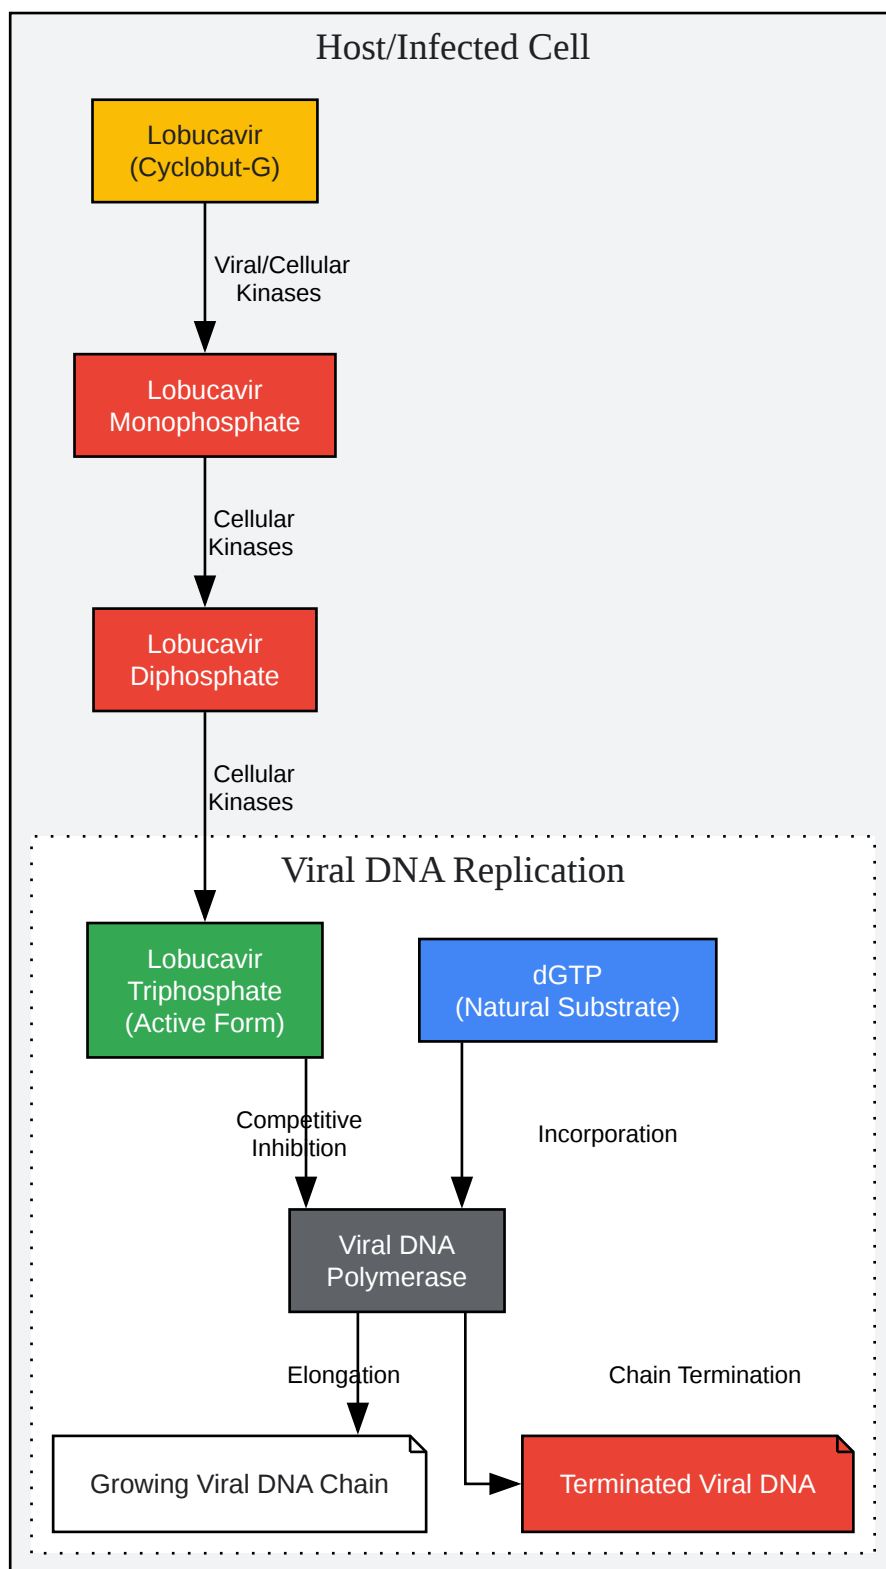 Host/Infected Cell
Lobucavir
(Cyclobut-G)
Viral/Cellular
Kinases
Lobucavir
Monophosphate
Cellular
Kinases
Lobucavir
Diphosphate
Cellular
Kinases
Viral DNA Replication
Lobucavir
Triphosphate
(Active Form)
dGTP
(Natural Substrate)
Competitive
Inhibition
Incorporation
Viral DNA
Polymerase
Elongation
Chain Termination
Growing Viral DNA Chain
Terminated Viral DNA